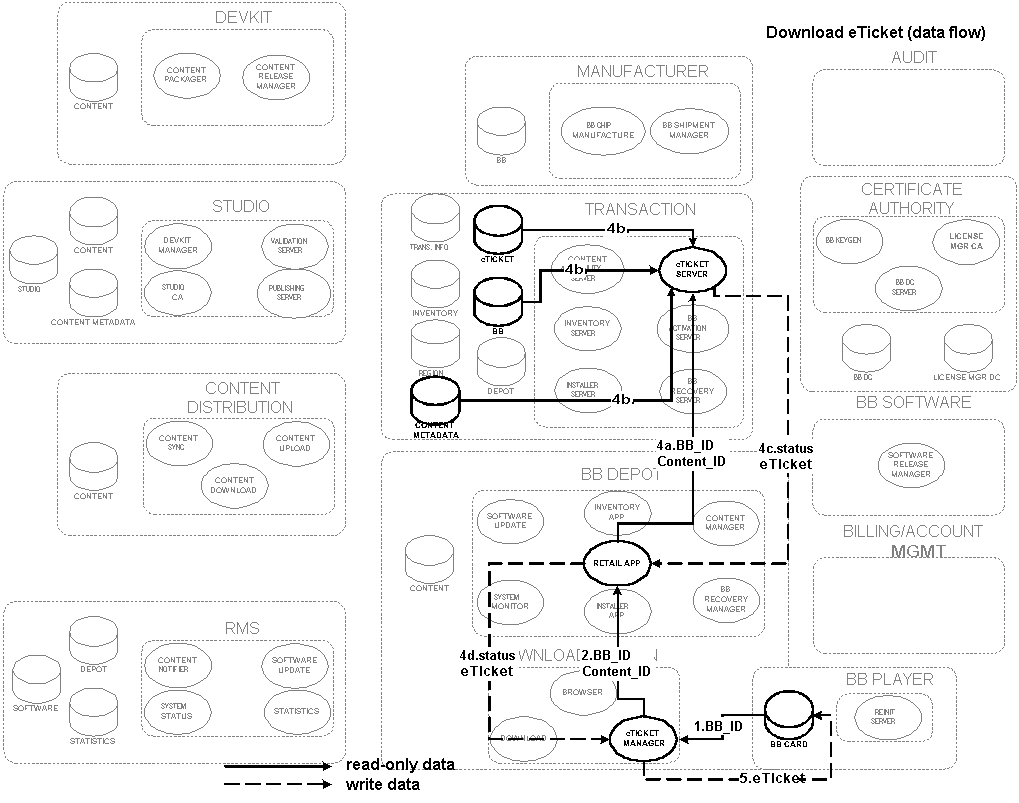 DEVKIT
CONTENT
PACKAGER
CONTENT
RELEASE
MANAGER
CONTENT
Download eTicket (data flow)
AUDIT
MANUFACTURER
BB CHIP
MANUFACTURE
BB SHIPMENT
MANAGER
BB
STUDIO
CONTENT
DEVKIT
MANAGER
VALIDATION
SERVER
STUDIO
STUDIO
CA
PUBLISHING
SERVER
CONTENT METADATA
TRANSACTION
TRANS. INFO
eTICKET
4b.
CONTENT
SERVER
eTICKET
SERVER
4b.
INVENTORY
BB
INVENTORY
SERVER
BB
ACTIVATION
SERVER
REGION
DEPOT
INSTALLER
SERVER
BB
RECOVERY
SERVER
4b.
CONTENT
METADATA
CERTIFICATE
AUTHORITY
BB KEYGEN
LICENSE
MGR CA
BB DC
SERVER
BB DC
LICENSE MGR DC
CONTENT
DISTRIBUTION
CONTENT
SYNC
CONTENT
UPLOAD
CONTENT
DOWNLOAD
CONTENT
4a.BB_ID
Content_ID
4c.status
eTicket
BB SOFTWARE
SOFTWARE
RELEASE
MANAGER
BB DEPOT
SOFTWARE
UPDATE
INVENTORY
APP
CONTENT
MANAGER
RETAIL APP
CONTENT
SYSTEM
MONITOR
INSTALLER
APP
BB
RECOVERY
MANAGER
BILLING/ACCOUNT
MGMT
RMS
DEPOT
CONTENT
NOTIFIER
SOFTWARE
UPDATE
SOFTWARE
SYSTEM
STATUS
STATISTICS
STATISTICS
4d.status
eTicket
2.BB_ID
Content_ID
BROWSER
DOWNLOAD
eTICKET
MANAGER
1.BB_ID
BB PLAYER
BB CARD
REINIT
SERVER
5.eTicket
read-only data
write data